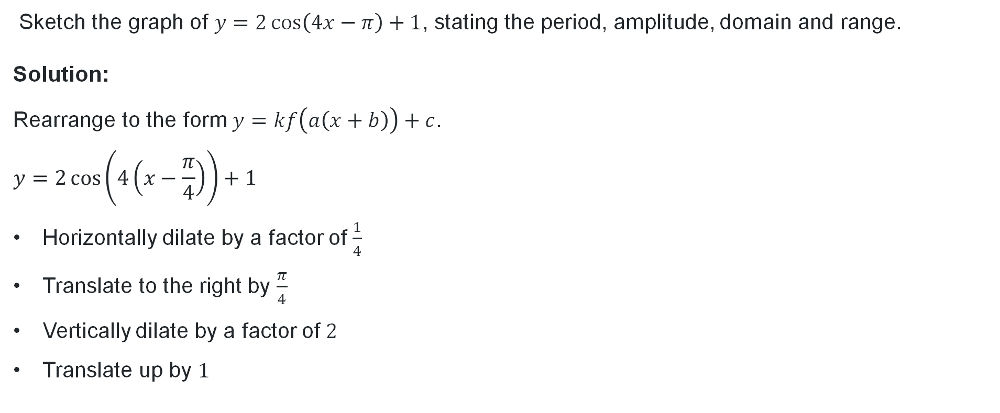 Sketch the graph of y = 2 cos(4x − π) + 1, stating the period, amplitude, domain and range.
Solution:
Rearrange to the form y = kf(a(x + b)) + c.
y = 2 cos(4(x − π/4)) + 1
• Horizontally dilate by a factor of 1/4
• Translate to the right by π/4
• Vertically dilate by a factor of 2
• Translate up by 1